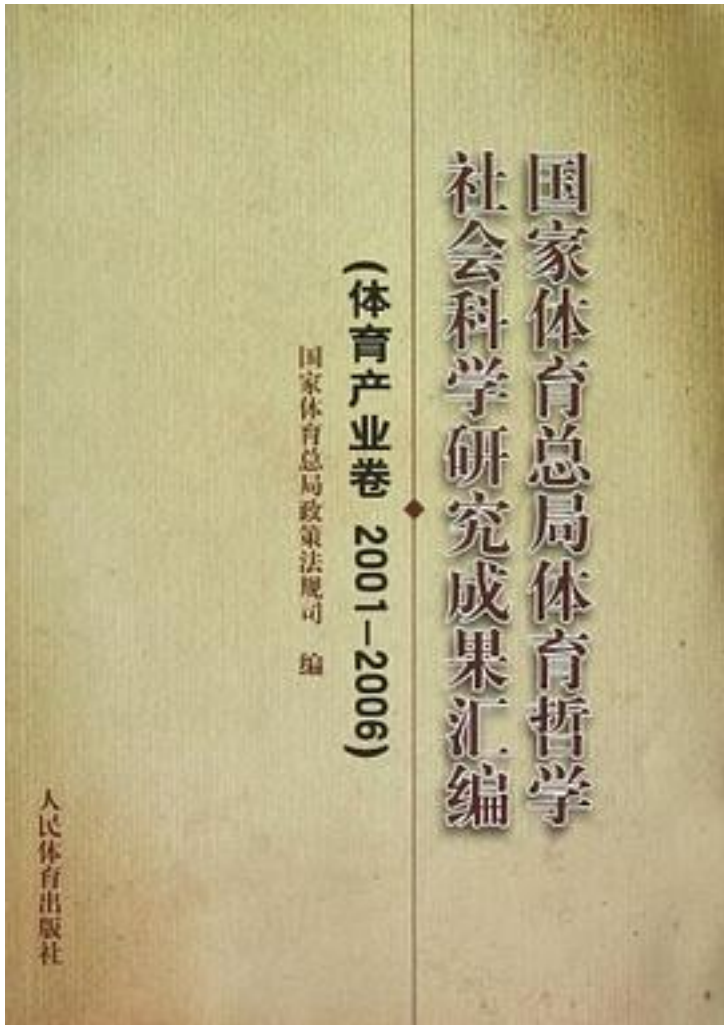 国家体育总局体育哲学
社会科学研究成果汇编
(体育产业卷 2001-2006)
国家体育总局政策法规司 编
人民体育出版社